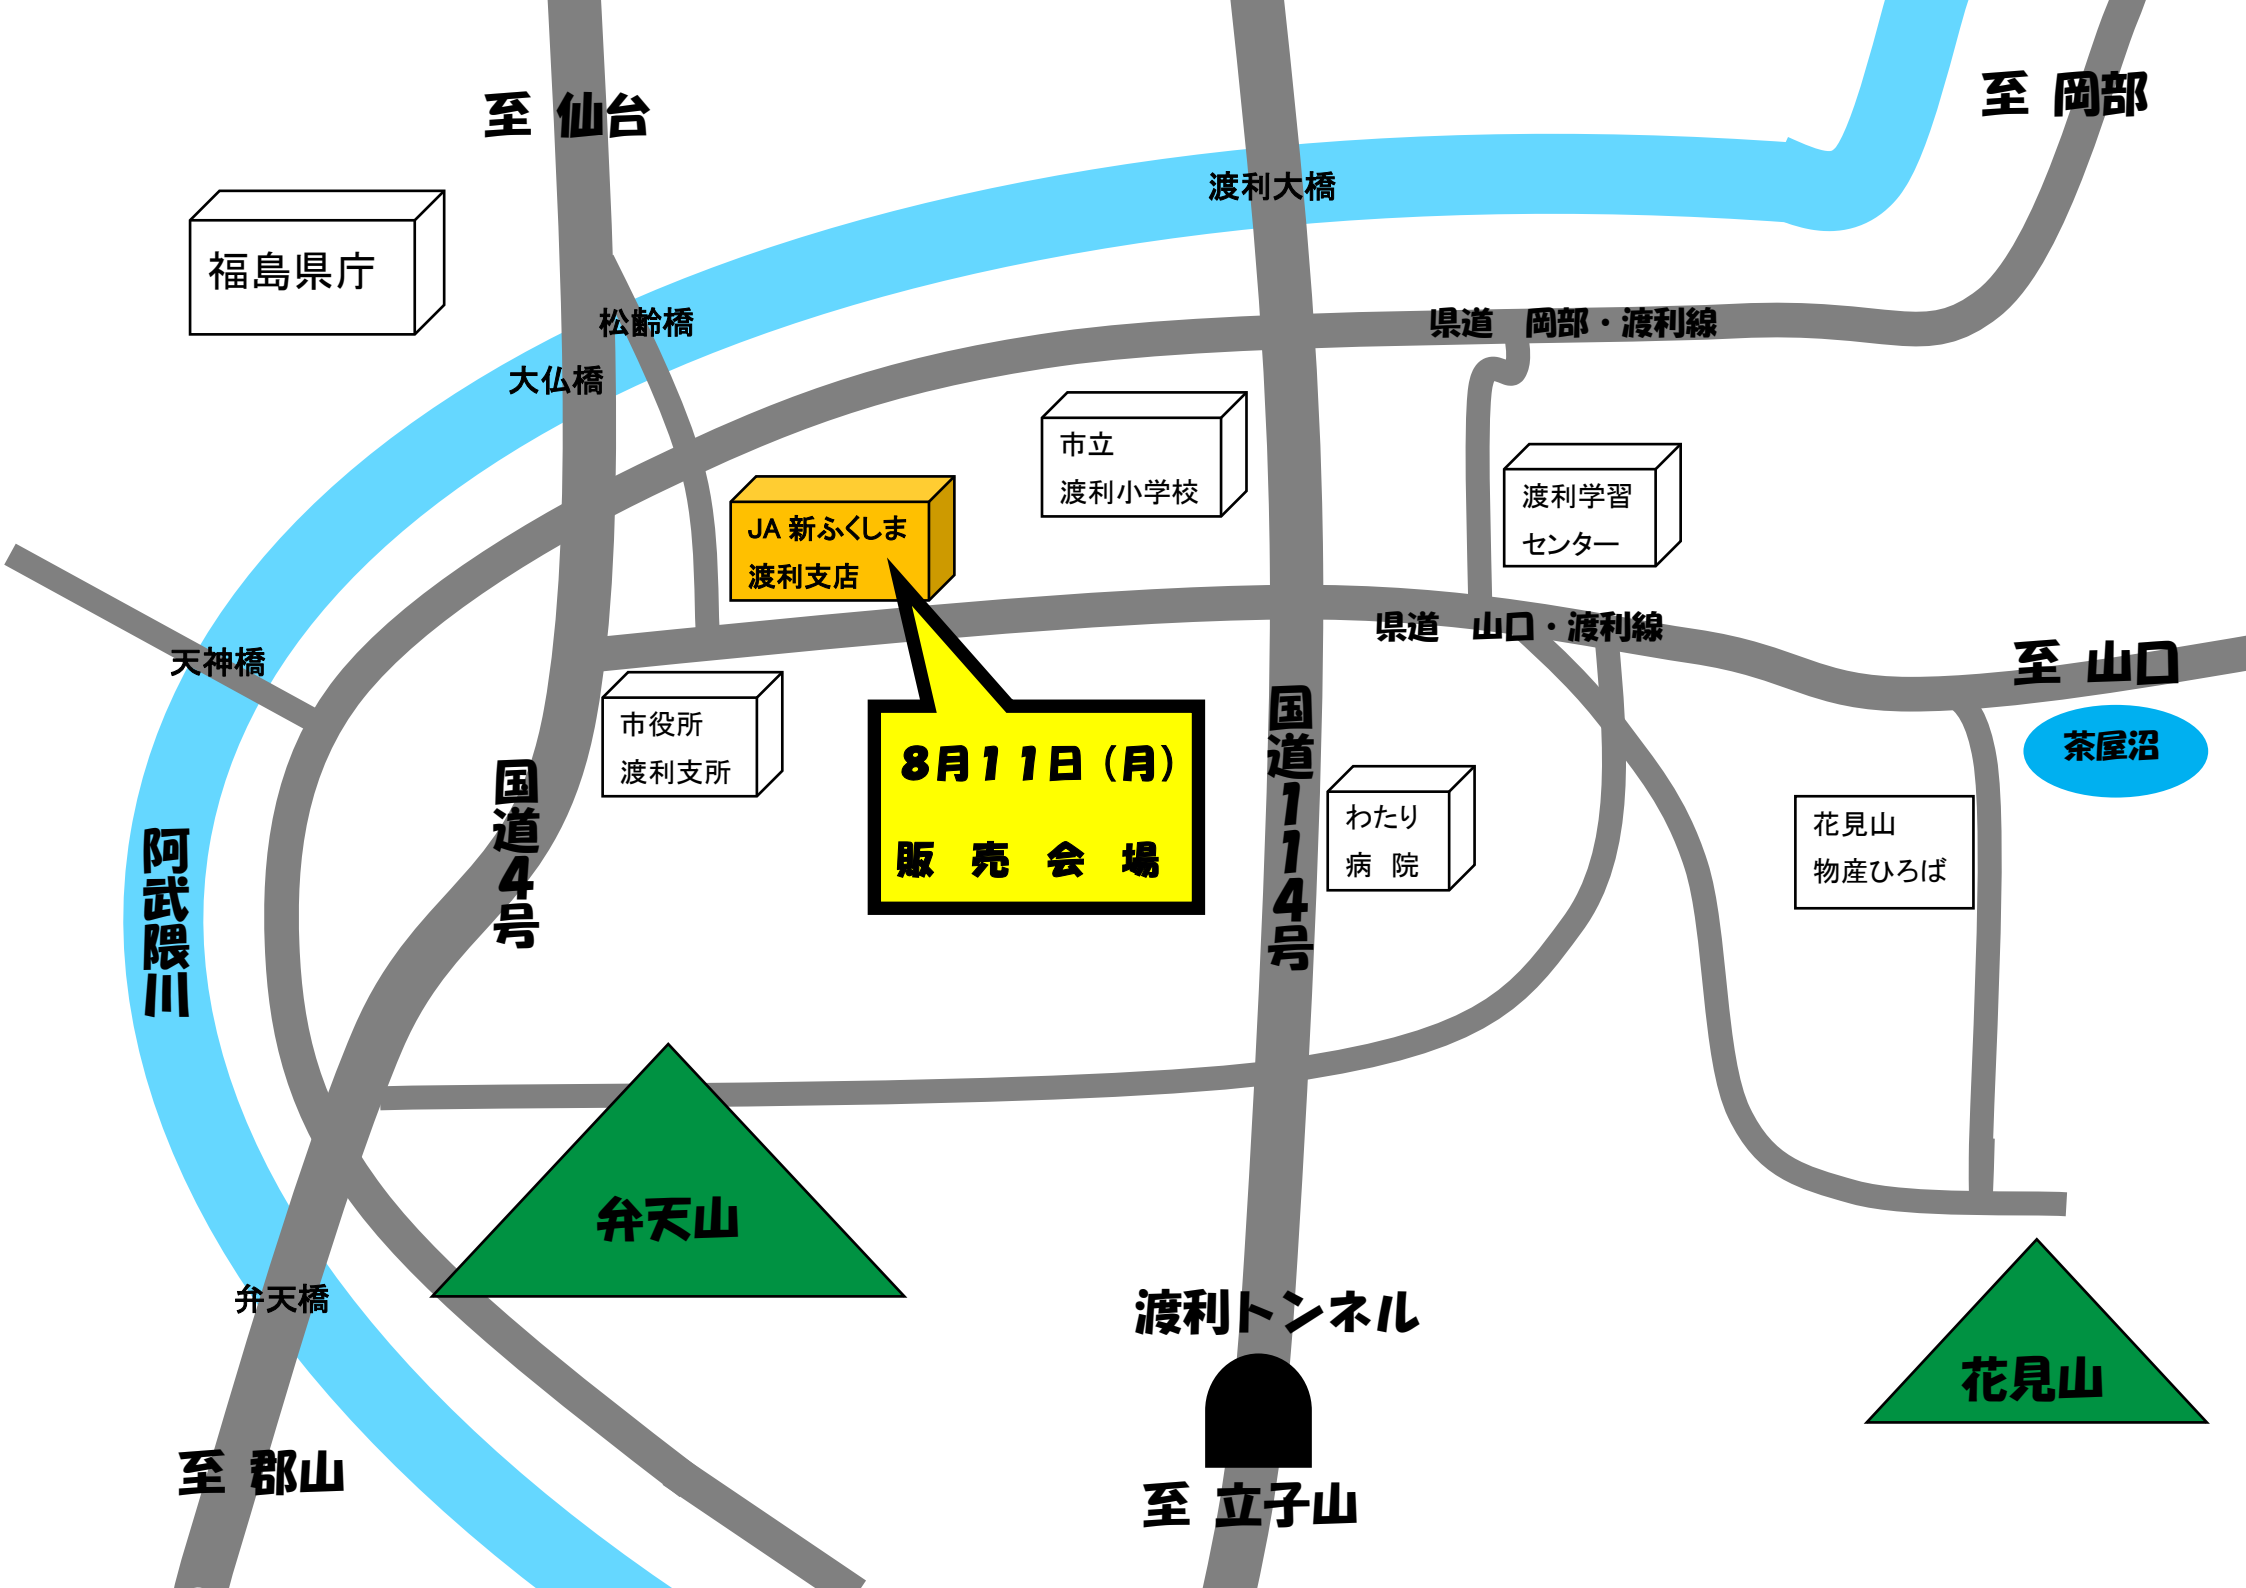 至 岡部
至 仙台
渡利大橋
福島県庁
松齢橋
県道　岡部・渡利線
大仏橋
市立
渡利小学校
渡利学習
センター
JA 新ふくしま
渡利支店
県道　山口・渡利線
天神橋
至 山口
市役所
渡利支所
国道114号
茶屋沼
国道4号
８月１１日（月）
販　売　会　場
わたり
病　院
花見山
物産ひろば
阿武隈川
弁天山
弁天橋
渡利トンネル
花見山
至 郡山
至 立子山